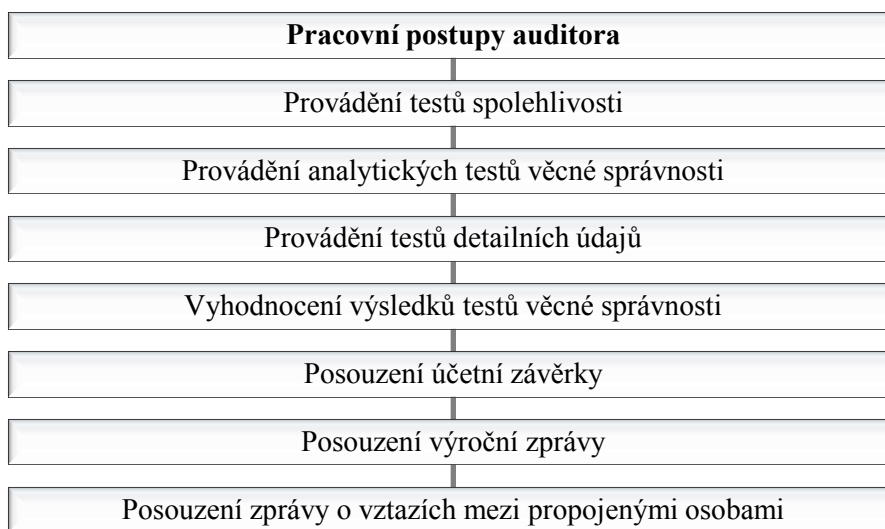 Pracovní postupy auditora
Provádění testů spolehlivosti
Provádění analytických testů věcné správnosti
Provádění testů detailních údajů
Vyhodnocení výsledků testů věcné správnosti
Posouzení účetní závěrky
Posouzení výroční zprávy
Posouzení zprávy o vztazích mezi propojenými osobami